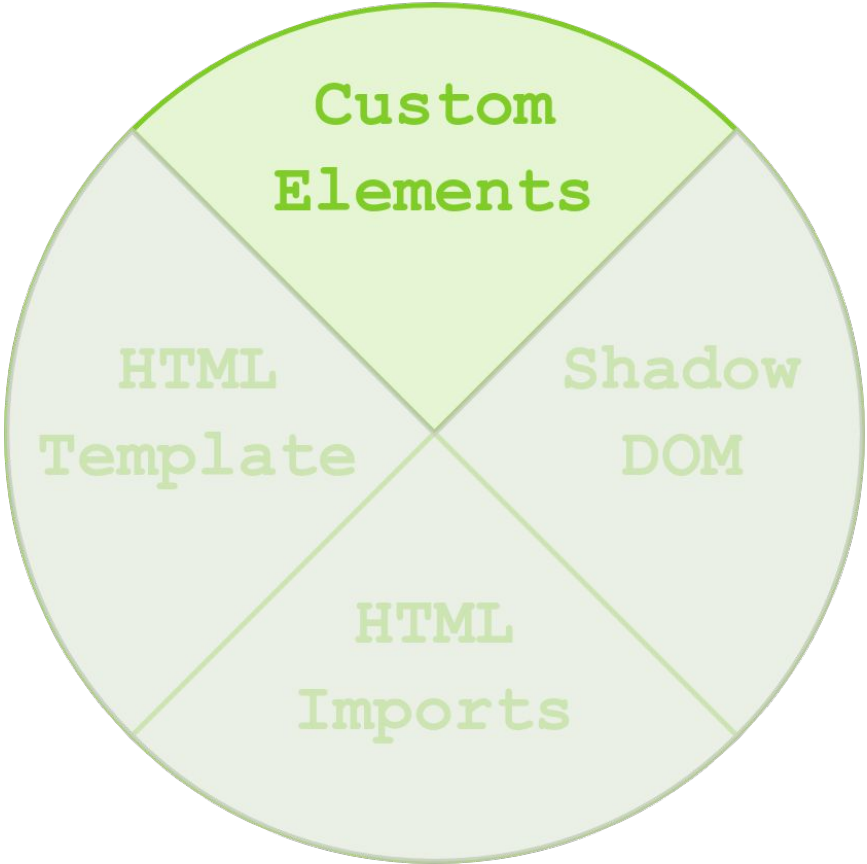 Custom
Elements
HTML
Template
Shadow
DOM
HTML
Imports